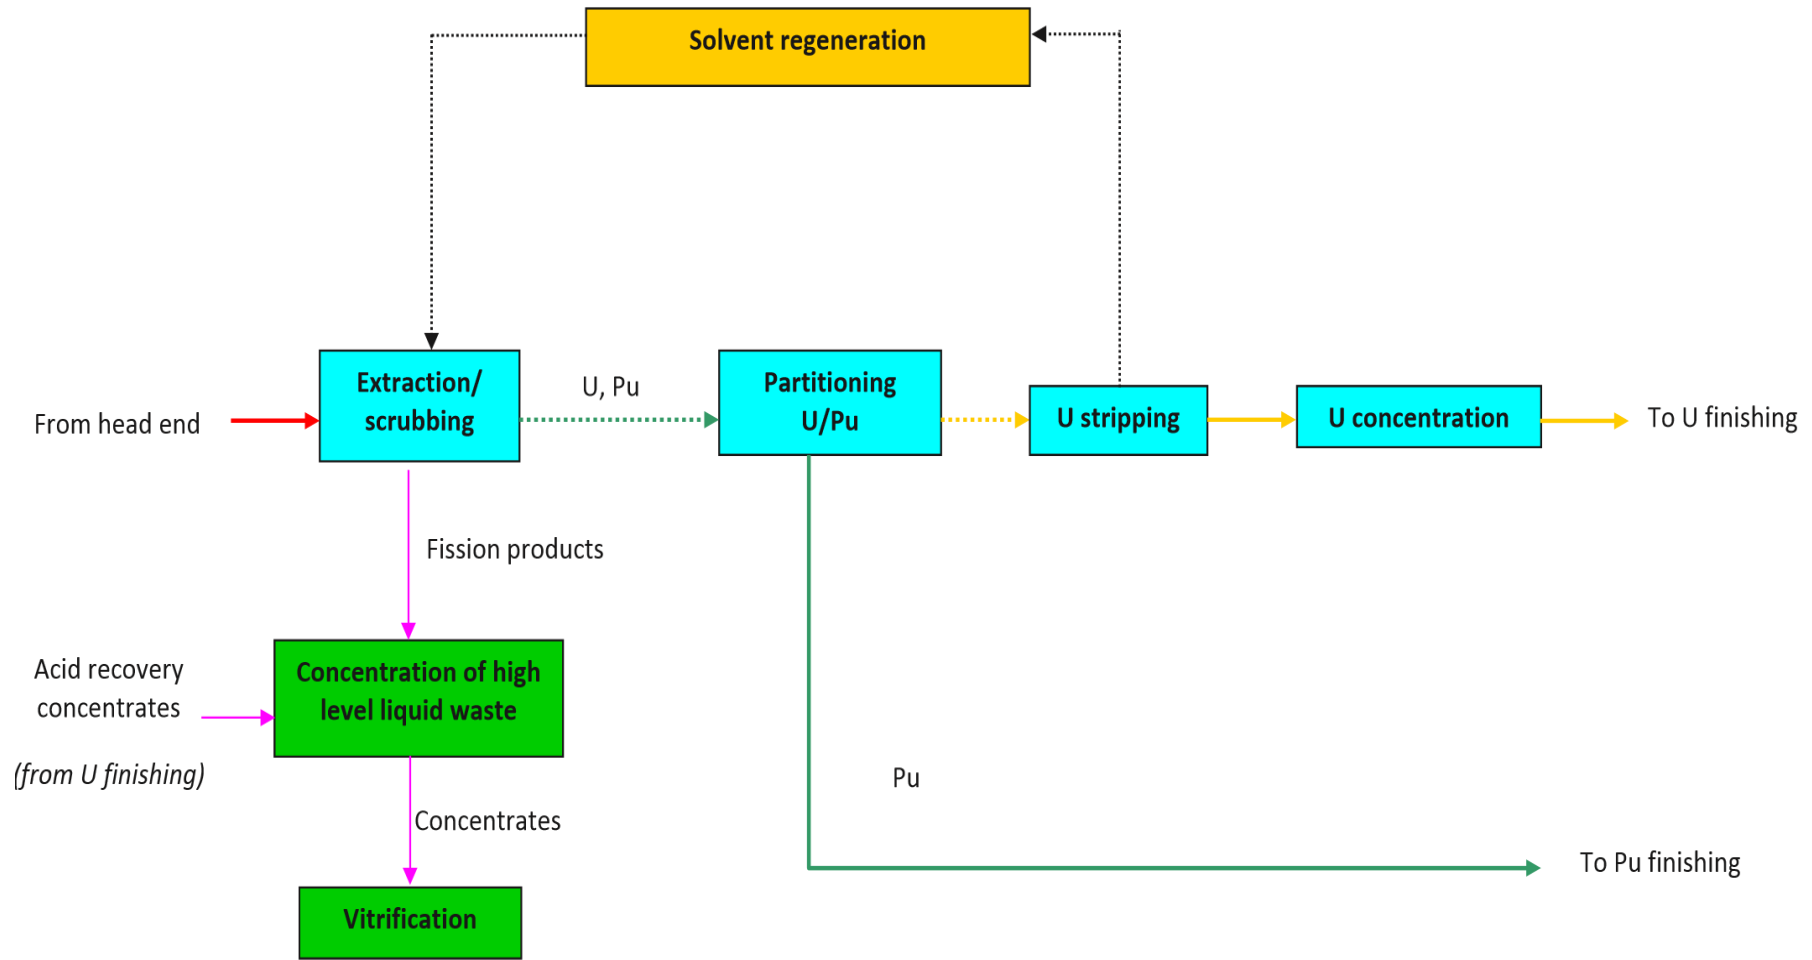 Solvent regeneration
Extraction/
scrubbing
U, Pu
Partitioning
U/Pu
From head end
U stripping
U concentration
To U finishing
Fission products
Acid recovery
concentrates
(from U finishing)
Concentration of high
level liquid waste
Pu
Concentrates
To Pu finishing
Vitrification